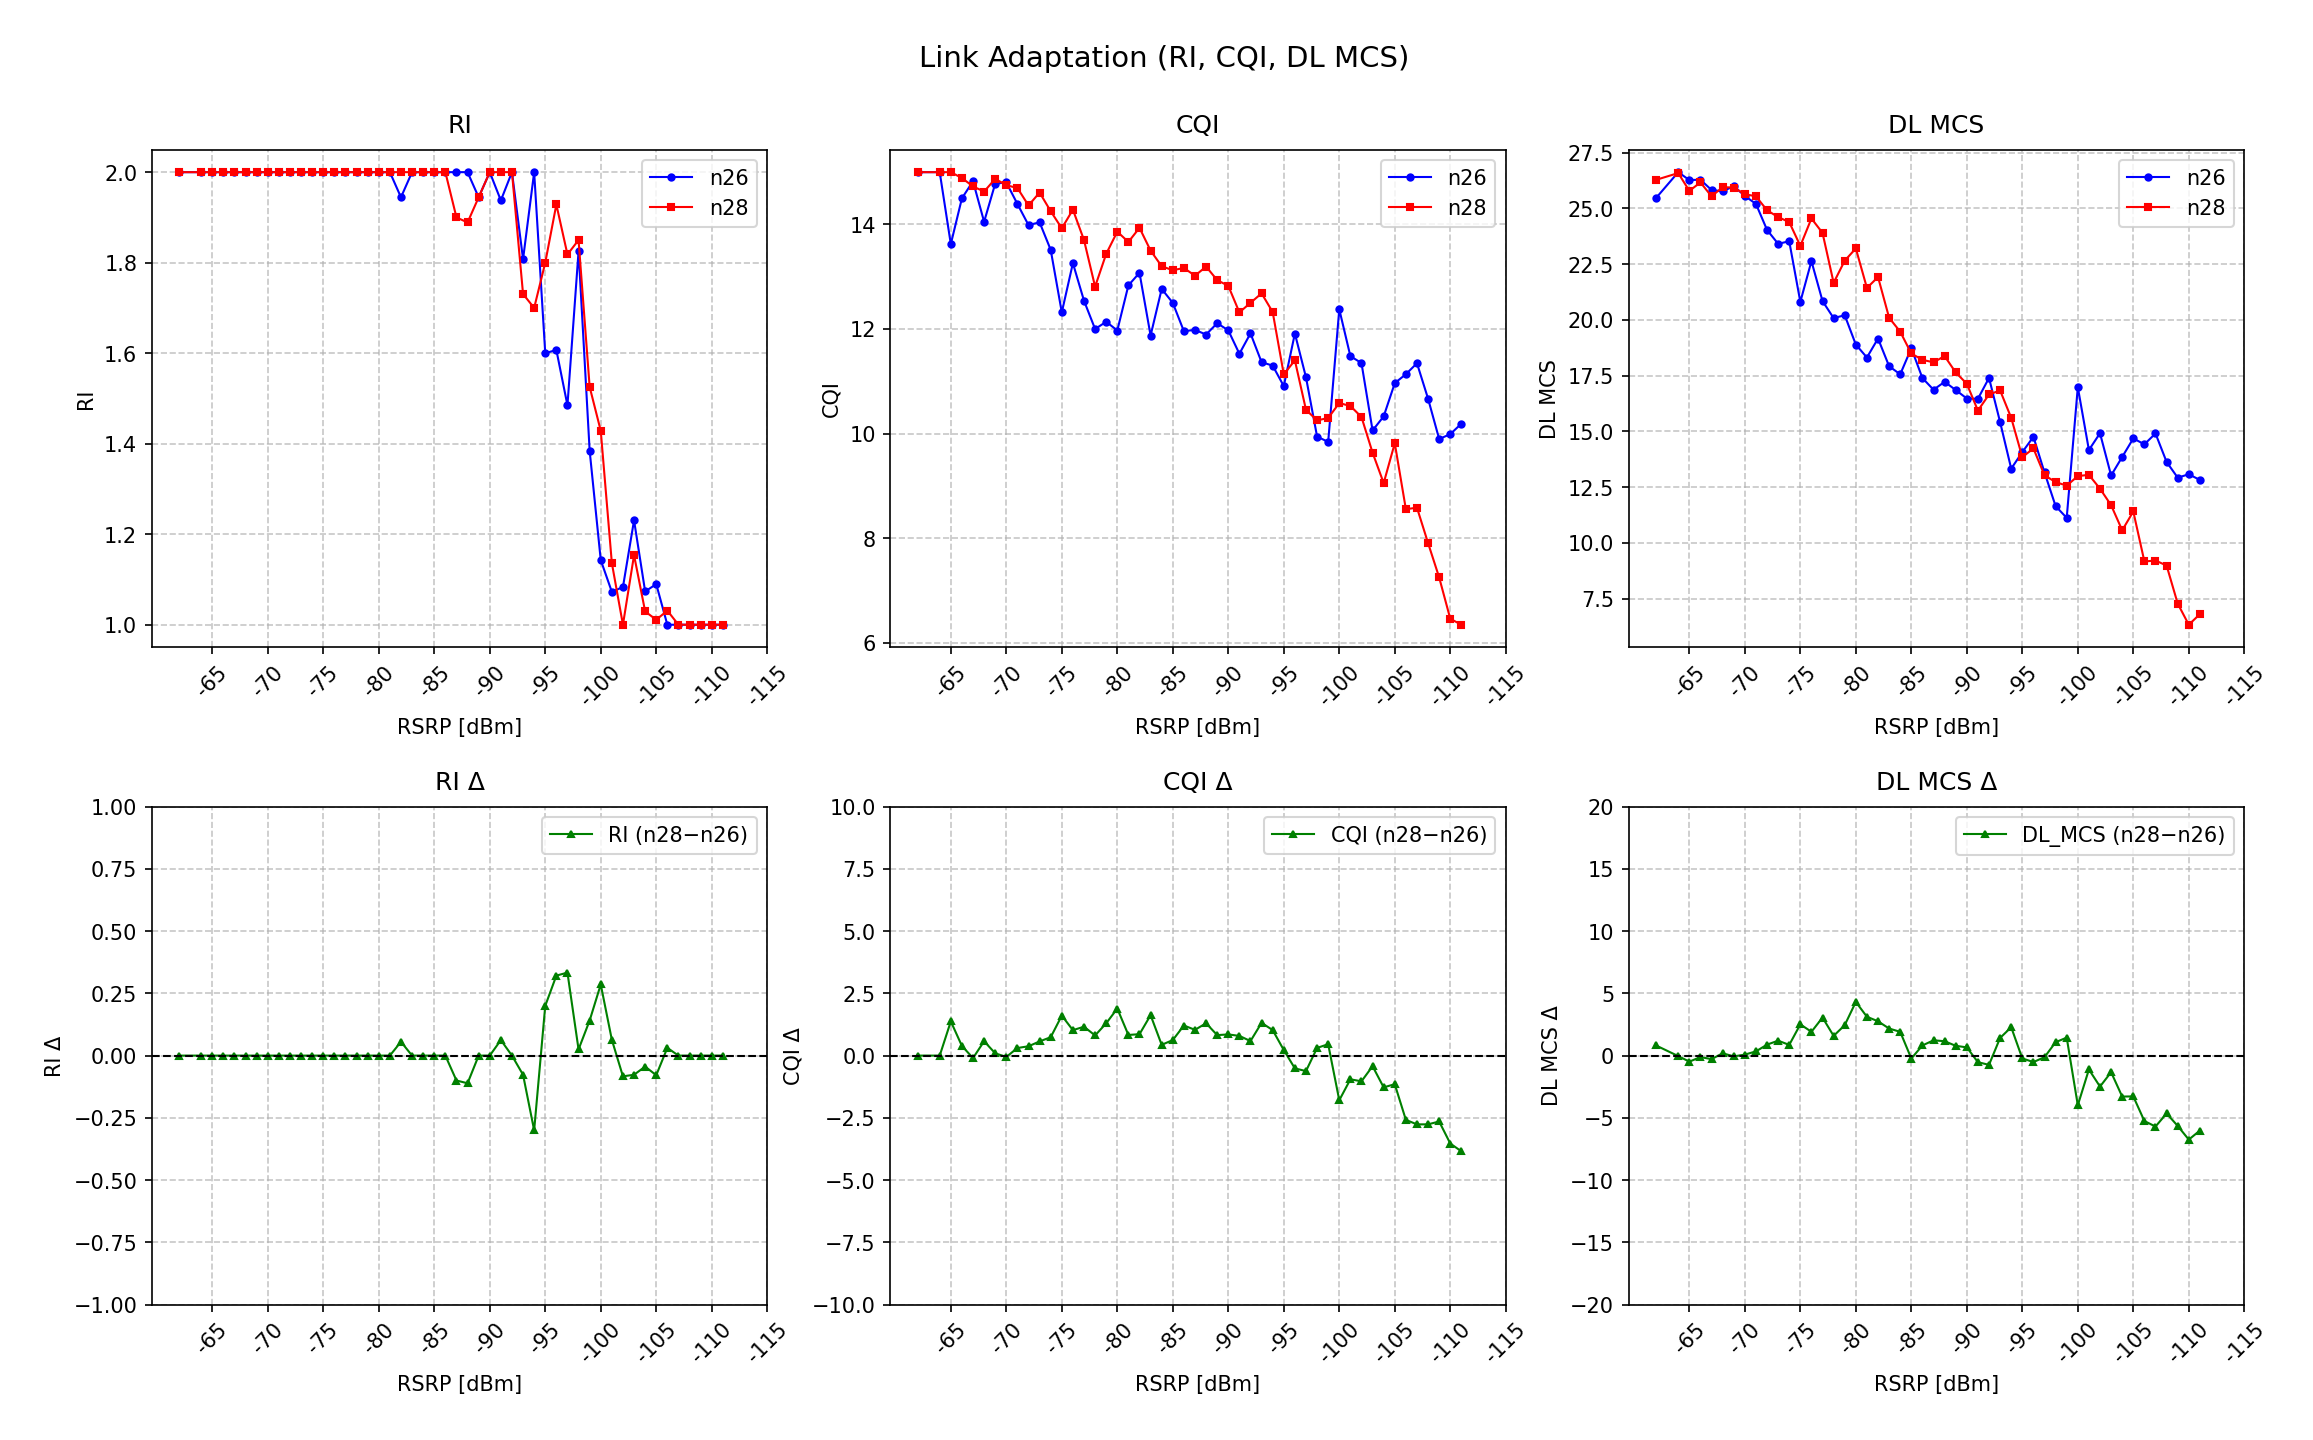 Link Adaptation (RI, CQI, DL MCS)
RI
2.0
1.8
1.6
1.4
1.2
1.0
RI
n26
n28
-65 -70 -75 -80 -85 -90 -95 -100 -105 -110 -115
RSRP [dBm]
CQI
14
12
10
8
6
CQI
n26
n28
-65 -70 -75 -80 -85 -90 -95 -100 -105 -110 -115
RSRP [dBm]
DL MCS
27.5
25.0
22.5
20.0
17.5
15.0
12.5
10.0
7.5
DL MCS
n26
n28
-65 -70 -75 -80 -85 -90 -95 -100 -105 -110 -115
RSRP [dBm]
RI Δ
1.00
0.75
0.50
0.25
0.00
−0.25
−0.50
−0.75
−1.00
RI Δ
RI (n28−n26)
-65 -70 -75 -80 -85 -90 -95 -100 -105 -110 -115
RSRP [dBm]
CQI Δ
10.0
7.5
5.0
2.5
0.0
−2.5
−5.0
−7.5
−10.0
CQI Δ
CQI (n28−n26)
-65 -70 -75 -80 -85 -90 -95 -100 -105 -110 -115
RSRP [dBm]
DL MCS Δ
20
15
10
5
0
−5
−10
−15
−20
DL MCS Δ
DL_MCS (n28−n26)
-65 -70 -75 -80 -85 -90 -95 -100 -105 -110 -115
RSRP [dBm]